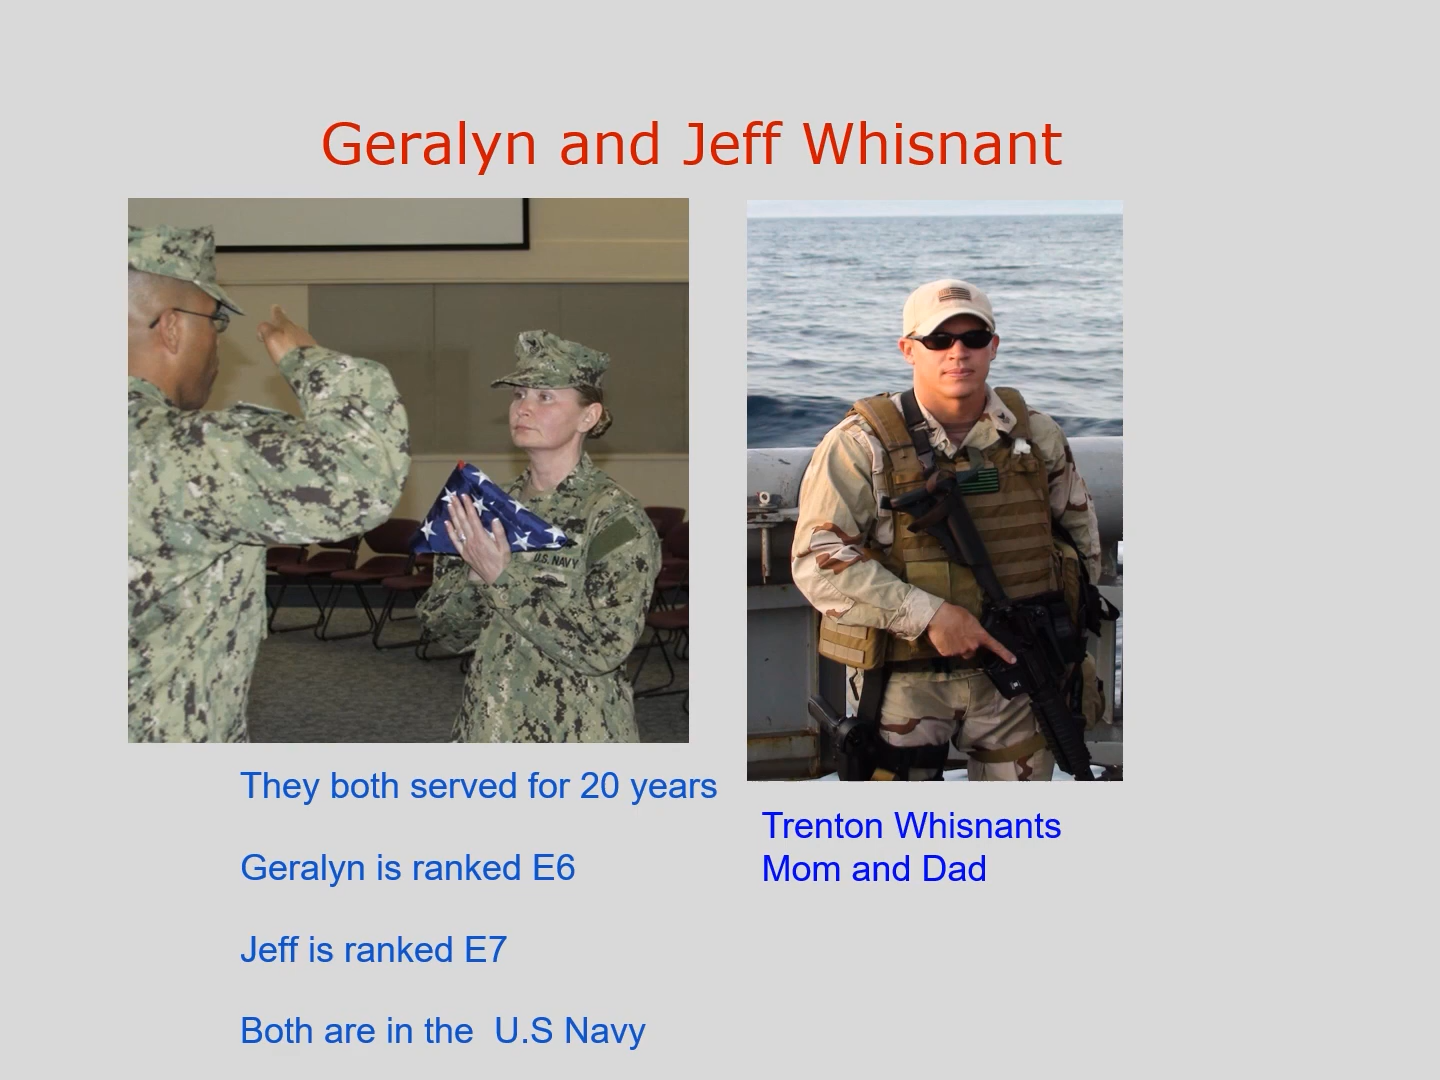 Geralyn and Jeff Whisnant
U.S. NAVY
They both served for 20 years
Geralyn is ranked E6
Jeff is ranked E7
Both are in the  U.S Navy
Trenton Whisnants
Mom and Dad